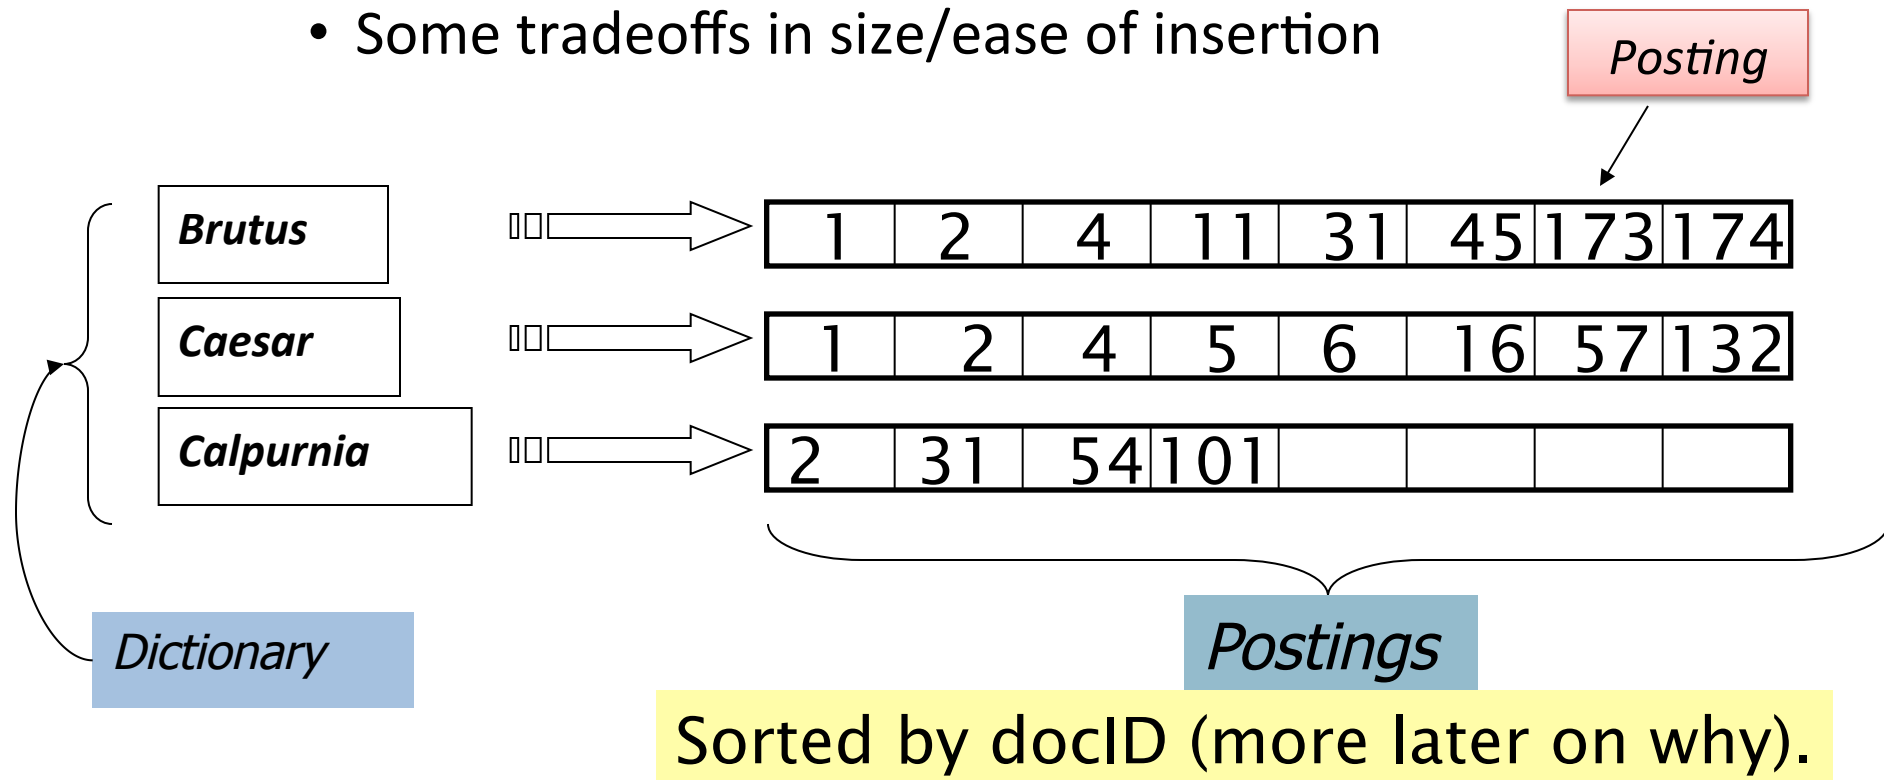 • Some tradeoffs in size/ease of insertion
Posting
Brutus 1 2 4 11 31 45 173 174
Caesar 1 2 4 5 6 16 57 132
Calpurnia 2 31 54 101
Dictionary
Postings
Sorted by docID (more later on why).